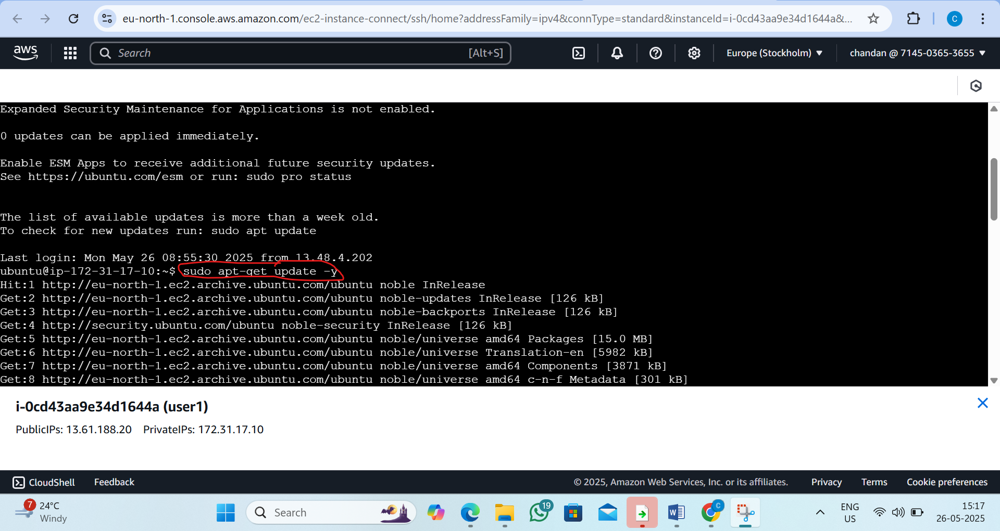 eu-north-1.console.aws.amazon.com/ec2-instance-connect/ssh/home?addressFamily=ipv4&connType=standard&instanceId=i-0cd43aa9e34d1644a&...
C
aws
Search
[Alt+S]
Europe (Stockholm)
chandan @ 7145-0365-3655
Expanded Security Maintenance for Applications is not enabled.
0 updates can be applied immediately.
Enable ESM Apps to receive additional future security updates.
See https://ubuntu.com/esm or run: sudo pro status
The list of available updates is more than a week old.
To check for new updates run: sudo apt update
Last login: Mon May 26 08:55:30 2025 from 13.48.4.202
ubuntu@ip-172-31-17-10:~$ sudo apt-get update -y
Hit:1 http://eu-north-1.ec2.archive.ubuntu.com/ubuntu noble InRelease
Get:2 http://eu-north-1.ec2.archive.ubuntu.com/ubuntu noble-updates InRelease [126 kB]
Get:3 http://eu-north-1.ec2.archive.ubuntu.com/ubuntu noble-backports InRelease [126 kB]
Get:4 http://security.ubuntu.com/ubuntu noble-security InRelease [126 kB]
Get:5 http://eu-north-1.ec2.archive.ubuntu.com/ubuntu noble/universe amd64 Packages [15.0 MB]
Get:6 http://eu-north-1.ec2.archive.ubuntu.com/ubuntu noble/universe Translation-en [5982 kB]
Get:7 http://eu-north-1.ec2.archive.ubuntu.com/ubuntu noble/universe amd64 Components [3871 kB]
Get:8 http://eu-north-1.ec2.archive.ubuntu.com/ubuntu noble/universe amd64 c-n-f Metadata [301 kB]
i-0cd43aa9e34d1644a (user1)
PublicIPs: 13.61.188.20 PrivateIPs: 172.31.17.10
CloudShell Feedback © 2025, Amazon Web Services, Inc. or its affiliates. Privacy Terms Cookie preferences
7
24°C
Windy
Search
19
W
C
ENG
US
15:17
26-05-2025